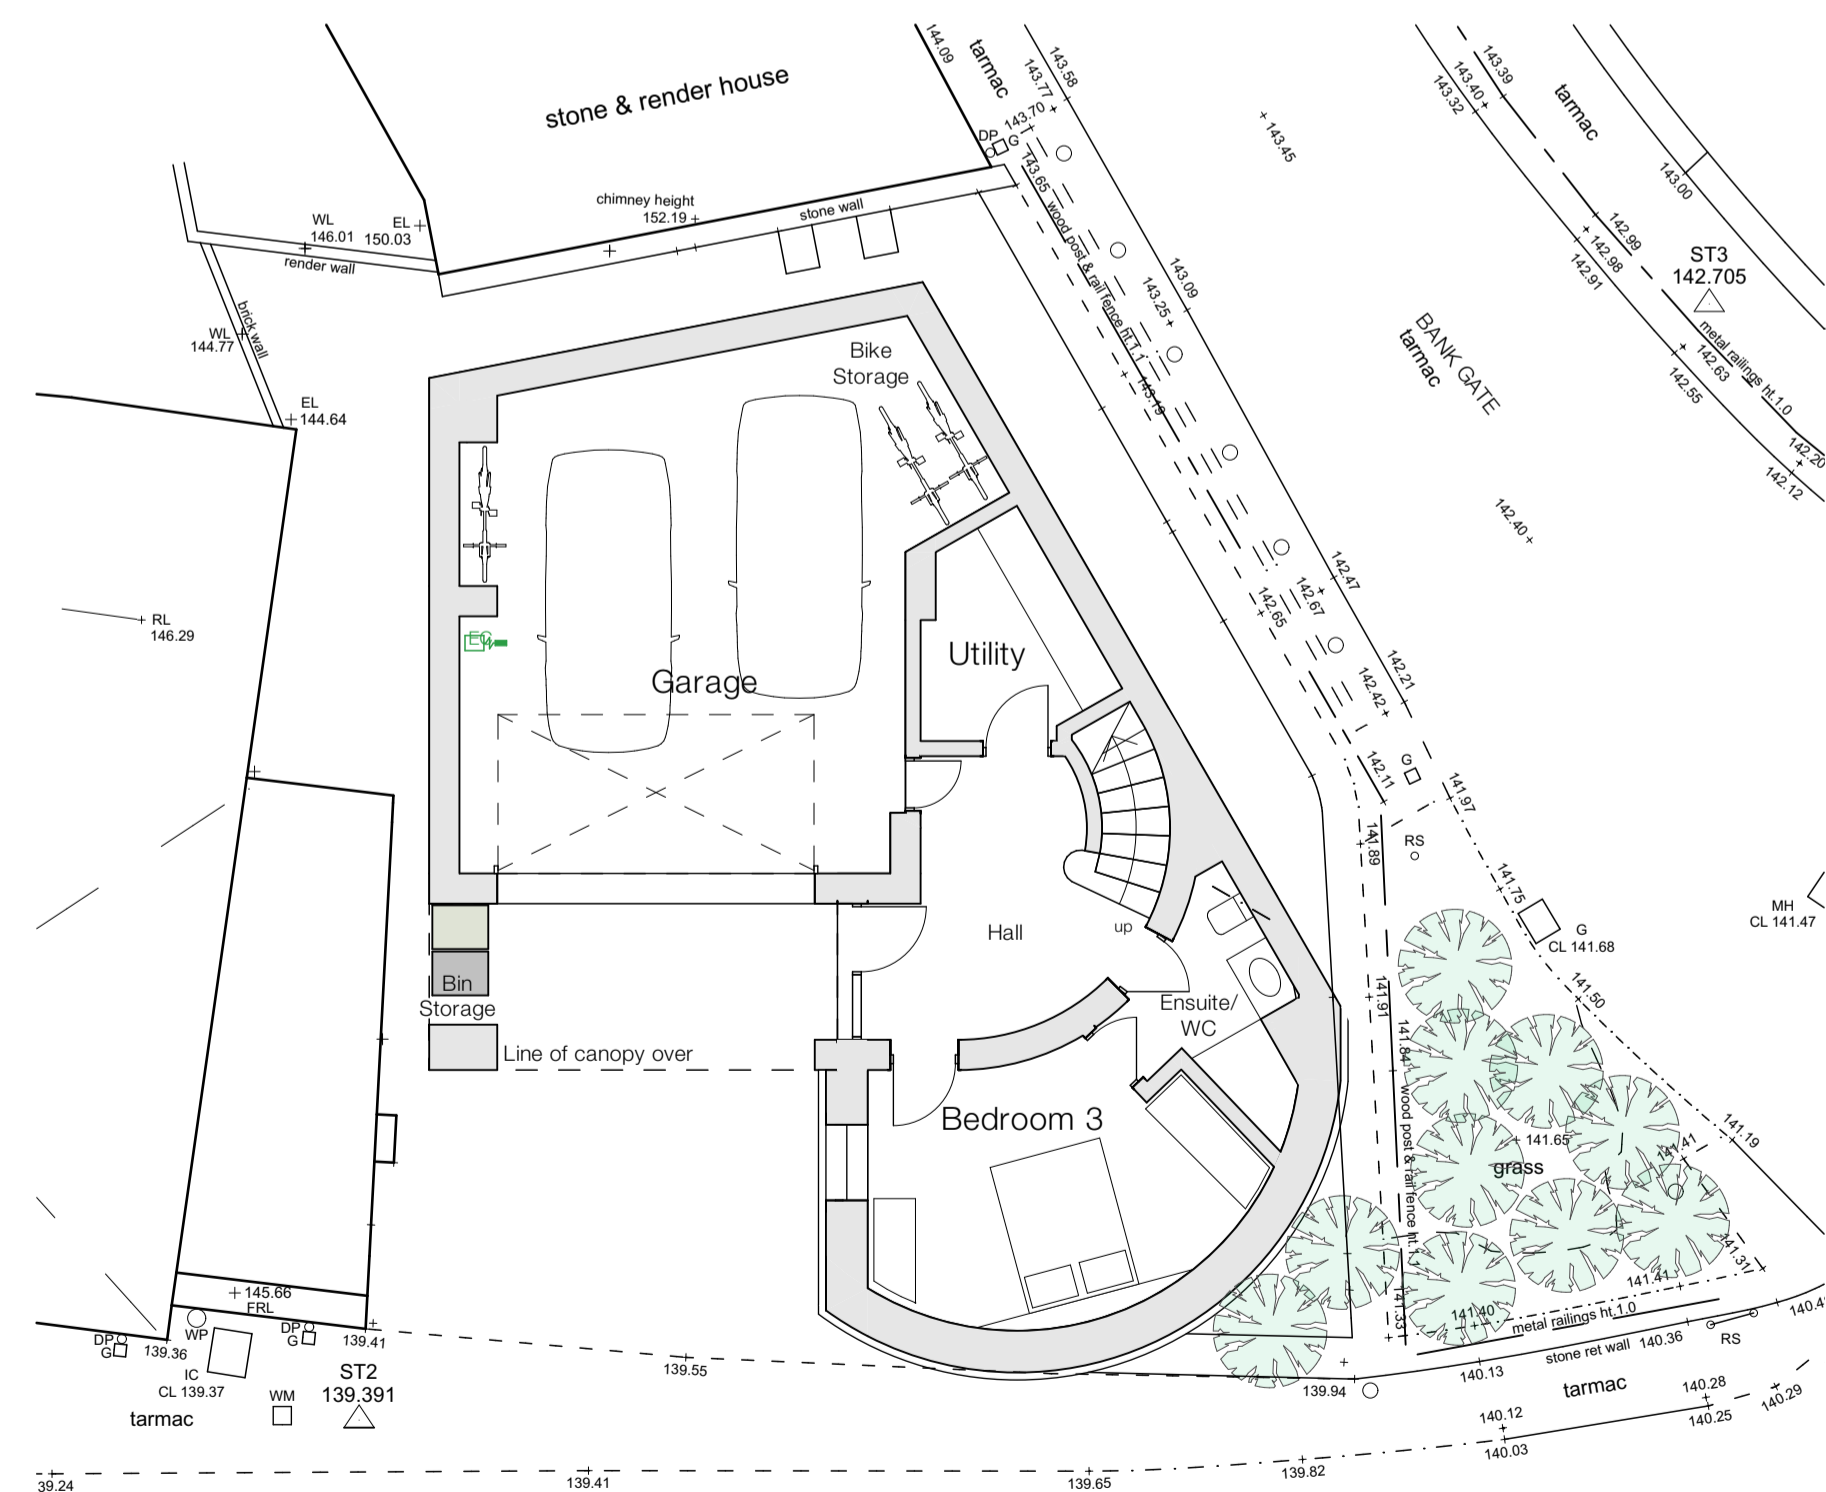 stone & render house
144.09
tarmac
143.58
143.77
143.70
DP
G
143.65
wood post & rail fence ht.1.1
143.45
143.39
143.40
143.32
tarmac
143.00
chimney height
152.19
stone wall
WL
146.01
EL
150.03
render wall
brick wall
WL
144.77
EL
144.64
142.99
142.98
142.91
ST3
142.705
metal railings ht.1.0
142.63
142.55
142.20
142.12
143.09
143.25
143.19
BANK GATE
tarmac
142.40
Bike
Storage
RL
146.29
Garage
Utility
142.47
142.67
142.65
142.21
142.42
142.11
G
141.97
141.89
RS
141.75
G
CL 141.68
MH
CL 141.47
Hall
up
Ensuite/
WC
Bin
Storage
Line of canopy over
Bedroom 3
141.91
141.84
141.50
wood post & rail fence ht.
141.65
grass
141.41
141.19
141.31
141.41
141.40
141.33
metal railings ht.1.0
stone ret wall
140.36
RS
140.13
tarmac
140.28
140.25
140.29
140.12
140.03
139.94
139.82
139.65
139.41
139.55
145.66
FRL
DP
G
WP
DP
G
139.36
139.41
IC
CL 139.37
WM
ST2
139.391
tarmac
39.24